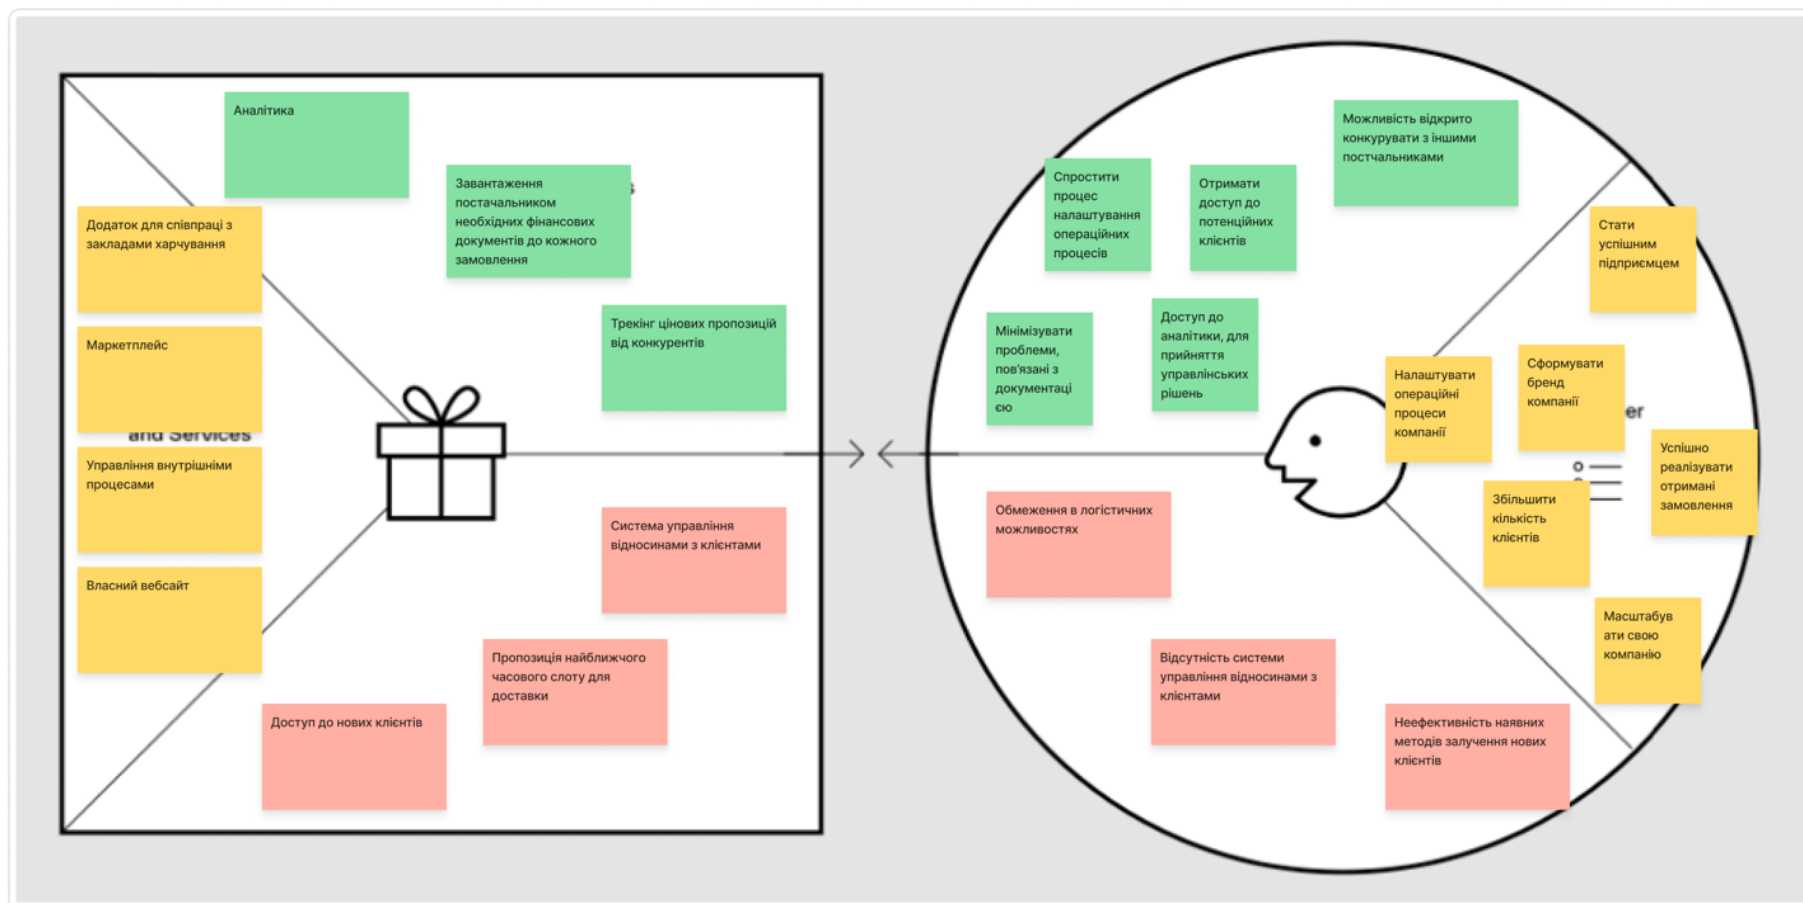 Аналітика
Завантаження
постачальником
необхідних фінансових
документів до кожного
замовлення
s
Додаток для співпраці з
закладами харчування
Трекінг цінових пропозицій
від конкурентів
Маркетплейс
and Services
Управління внутрішніми
процесами
Власний вебсайт
Система управління
відносинами з клієнтами
Пропозиція найближчого
часового слоту для
доставки
Доступ до нових клієнтів
Можливість відкрито
конкурувати з іншими
постчальниками
Спростити
процес
налаштування
операційних
процесів
Отримати
доступ до
потенційних
клієнтів
Мінімізувати
проблеми,
пов'язані з
документаці
єю
Доступ до
аналітики, для
прийняття
управлінських
рішень
Стати
успішним
підприємцем
Налаштувати
операційні
процеси
компанії
Сформувати
бренд
компанії
er
Успішно
реалізувати
отримані
замовлення
Збільшити
кількість
клієнтів
Масштабув
ати свою
компанію
Обмеження в логістичних
можливостях
Відсутність системи
управління відносинами з
клієнтами
Неефективність наявних
методів залучення нових
клієнтів